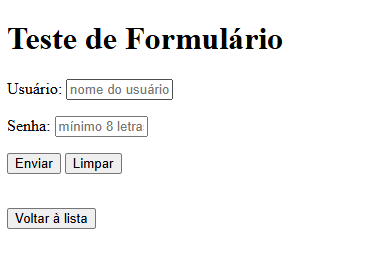 Teste de Formulário
Usuário: nome do usuário
Senha: mínimo 8 letra
Enviar Limpar
Voltar à lista